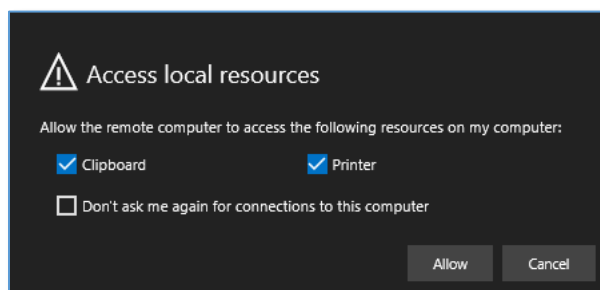 Access local resources
Allow the remote computer to access the following resources on my computer:
Clipboard Printer
Don't ask me again for connections to this computer
Allow Cancel